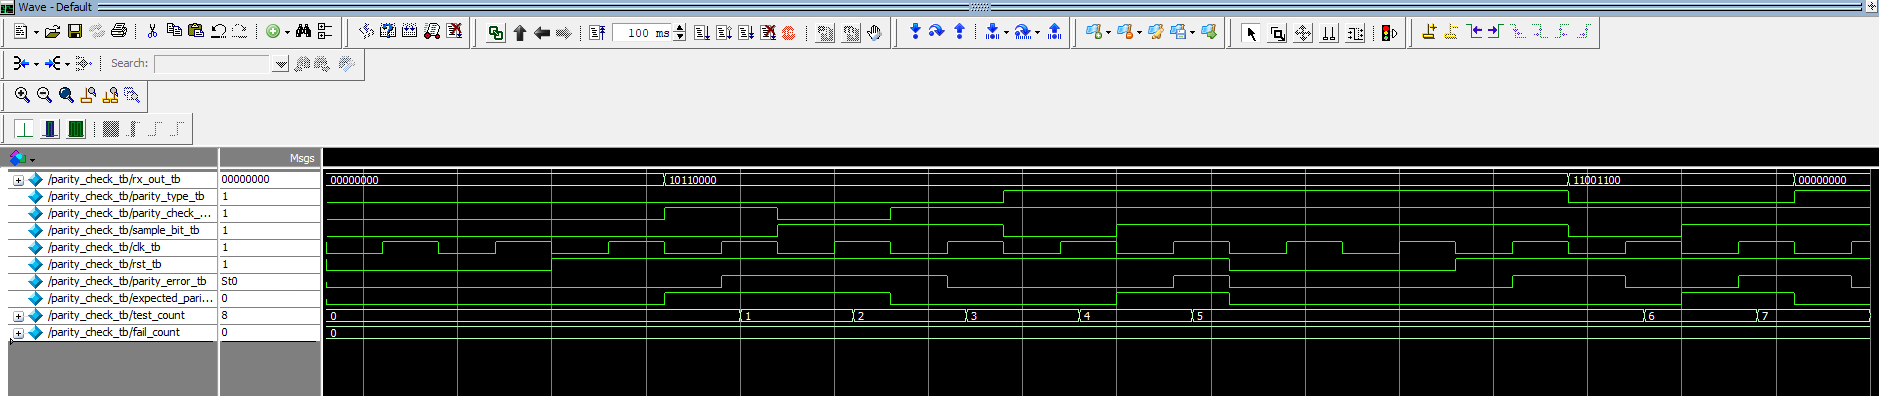 Wave - Default
100 ms
Search:
Msgs
/parity_check_tb/rx_out_tb 00000000 00000000 10110000 11001100 00000000
/parity_check_tb/parity_type_tb 1
/parity_check_tb/parity_check_... 1
/parity_check_tb/sample_bit_tb 1
/parity_check_tb/clk_tb 1
/parity_check_tb/rst_tb 1
/parity_check_tb/parity_error_tb St0
/parity_check_tb/expected_pari... 0
/parity_check_tb/test_count 8 0 1 2 3 4 5 6 7
/parity_check_tb/fail_count 0 0